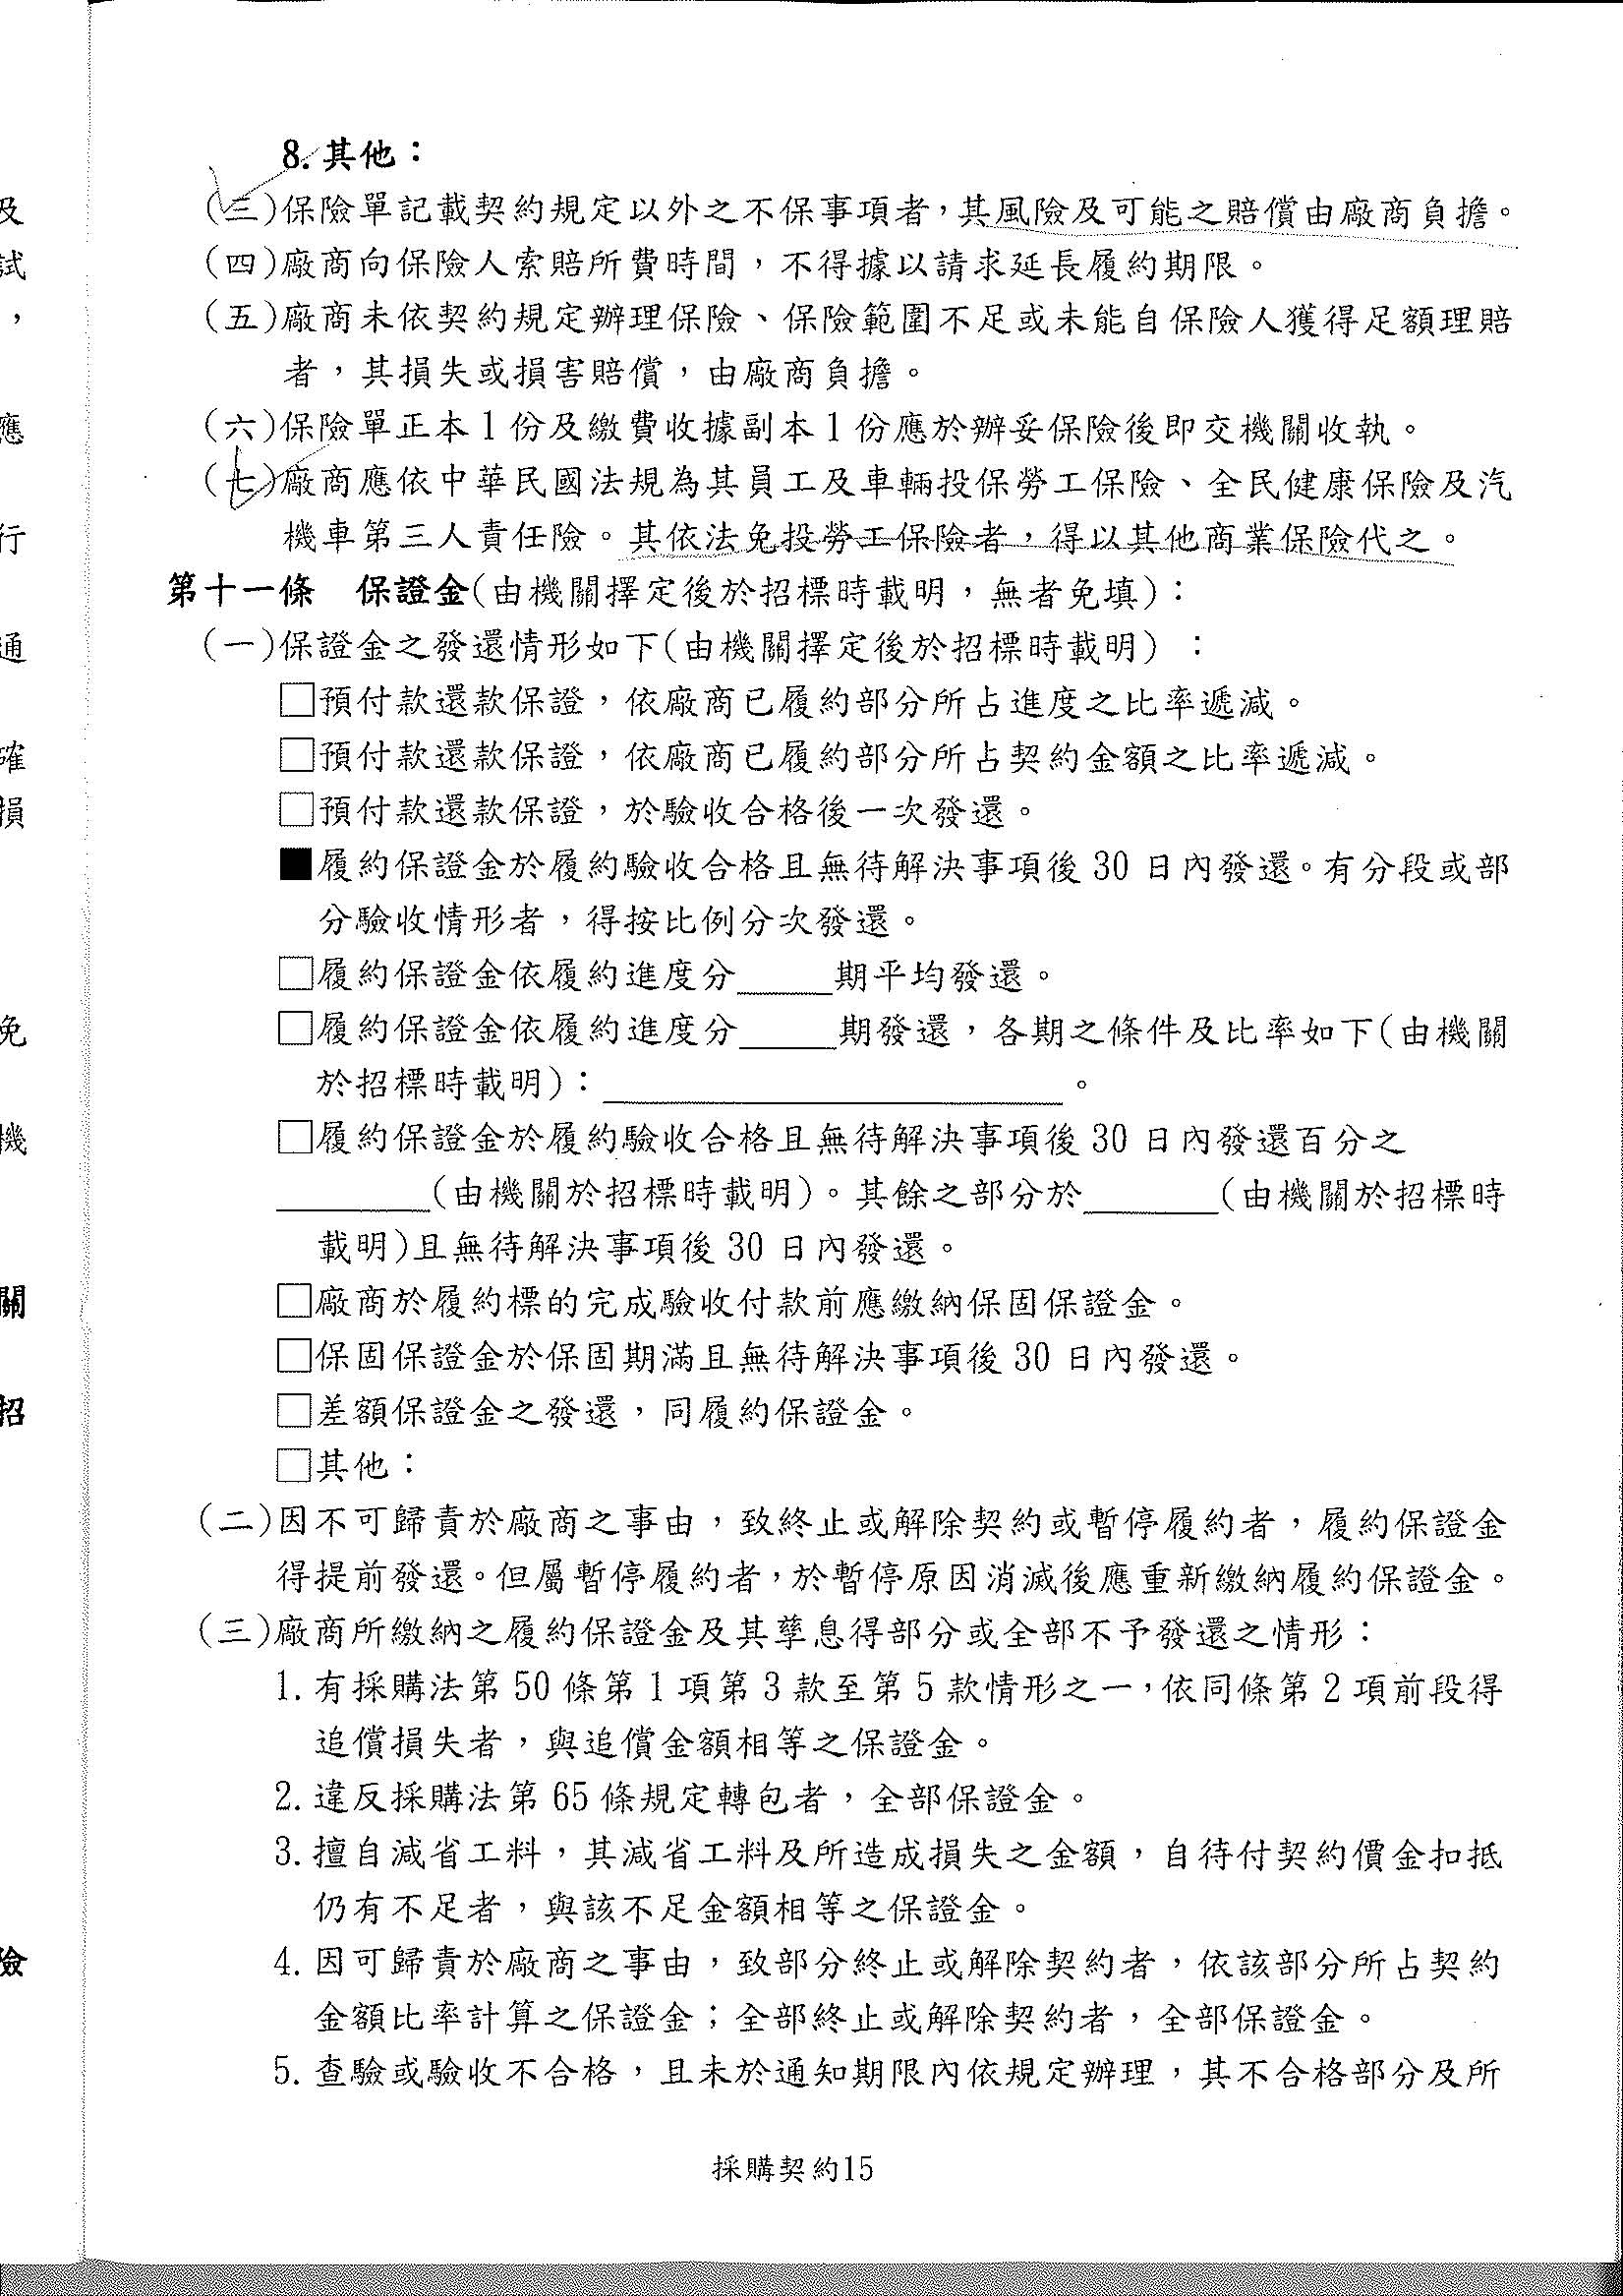 8.其他：
(三)保險單記載契約規定以外之不保事項者，其風險及可能之賠償由廠商負擔。
(四)廠商向保險人索賠所費時間，不得據以請求延長履約期限。
(五)廠商未依契約規定辦理保險、保險範圍不足或未能自保險人獲得足額理賠
者，其損失或損害賠償，由廠商負擔。
(六)保險單正本1份及繳費收據副本1份應於辦妥保險後即交機關收執。
(七)廠商應依中華民國法規為其員工及車輛投保勞工保險、全民健康保險及汽
機車第三人責任險。其依法免投勞工保險者，得以其他商業保險代之。
第十一條　保證金(由機關擇定後於招標時載明，無者免填)：
(一)保證金之發還情形如下(由機關擇定後於招標時載明)：
□預付款還款保證，依廠商已履約部分所占進度之比率遞減。
□預付款還款保證，依廠商已履約部分所占契約金額之比率遞減。
□預付款還款保證，於驗收合格後一次發還。
■履約保證金於履約驗收合格且無待解決事項後30日內發還。有分段或部
分驗收情形者，得按比例分次發還。
□履約保證金依履約進度分_____期平均發還。
□履約保證金依履約進度分_____期發還，各期之條件及比率如下(由機關
於招標時載明)：________________________。
□履約保證金於履約驗收合格且無待解決事項後30日內發還百分之
________(由機關於招標時載明)。其餘之部分於_______(由機關於招標時
載明)且無待解決事項後30日內發還。
□廠商於履約標的完成驗收付款前應繳納保固保證金。
□保固保證金於保固期滿且無待解決事項後30日內發還。
□差額保證金之發還，同履約保證金。
□其他：
(二)因不可歸責於廠商之事由，致終止或解除契約或暫停履約者，履約保證金
得提前發還。但屬暫停履約者，於暫停原因消滅後應重新繳納履約保證金。
(三)廠商所繳納之履約保證金及其孳息得部分或全部不予發還之情形：
1.有採購法第50條第1項第3款至第5款情形之一，依同條第2項前段得
追償損失者，與追償金額相等之保證金。
2.違反採購法第65條規定轉包者，全部保證金。
3.擅自減省工料，其減省工料及所造成損失之金額，自待付契約價金扣抵
仍有不足者，與該不足金額相等之保證金。
4.因可歸責於廠商之事由，致部分終止或解除契約者，依該部分所占契約
金額比率計算之保證金；全部終止或解除契約者，全部保證金。
5.查驗或驗收不合格，且未於通知期限內依規定辦理，其不合格部分及所
採購契約15
及
試
，
應
行
通
確
損
免
機
關
招
險